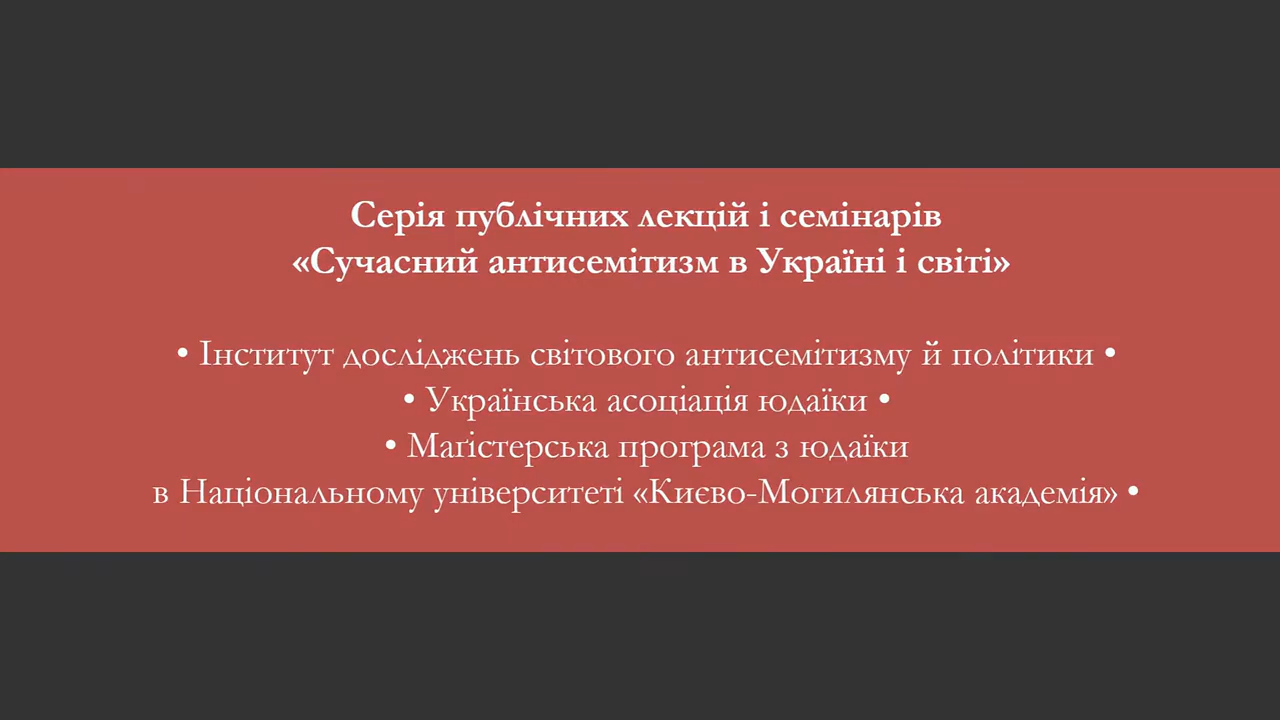 Серія публічних лекцій і семінарів
«Сучасний антисемітизм в Україні і світі»
• Інститут досліджень світового антисемітизму й політики •
• Українська асоціація юдаїки •
• Маґістерська програма з юдаїки
в Національному університеті «Києво-Могилянська академія» •